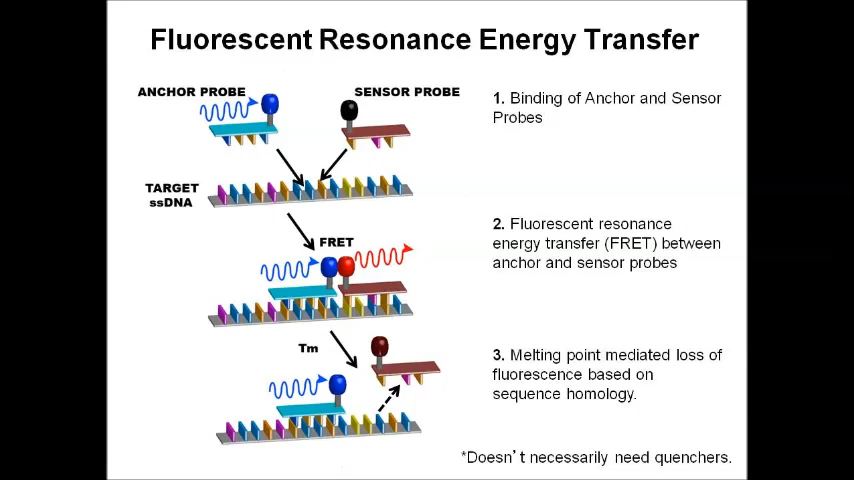 Fluorescent Resonance Energy Transfer
ANCHOR PROBE
SENSOR PROBE
1. Binding of Anchor and Sensor
Probes
TARGET
ssDNA
2. Fluorescent resonance
energy transfer (FRET) between
anchor and sensor probes
FRET
Tm
3. Melting point mediated loss of
fluorescence based on
sequence homology.
*Doesn't necessarily need quenchers.